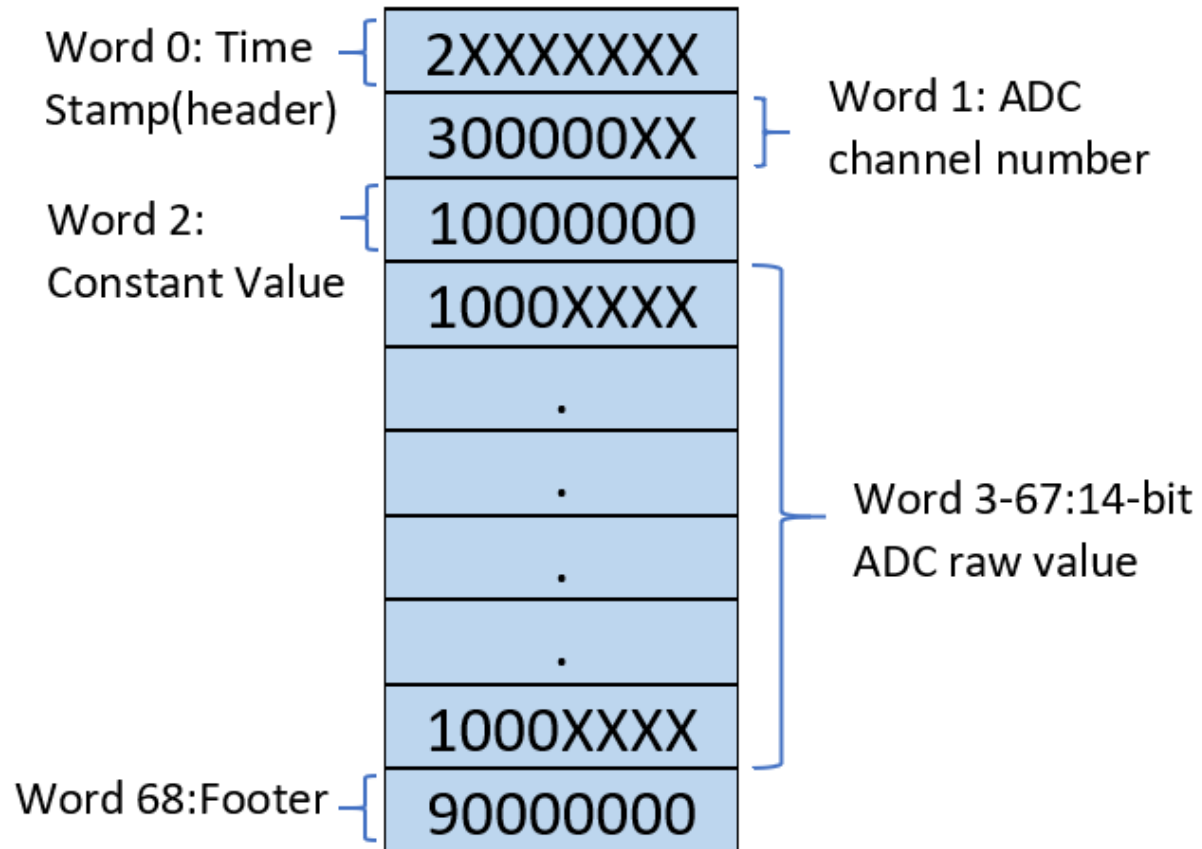 Word 0: Time
Stamp(header)
2XXXXXXX
300000XX
Word 1: ADC
channel number
Word 2:
Constant Value
10000000
1000XXXX
.
.
.
.
Word 3-67:14-bit
ADC raw value
1000XXXX
Word 68:Footer
90000000